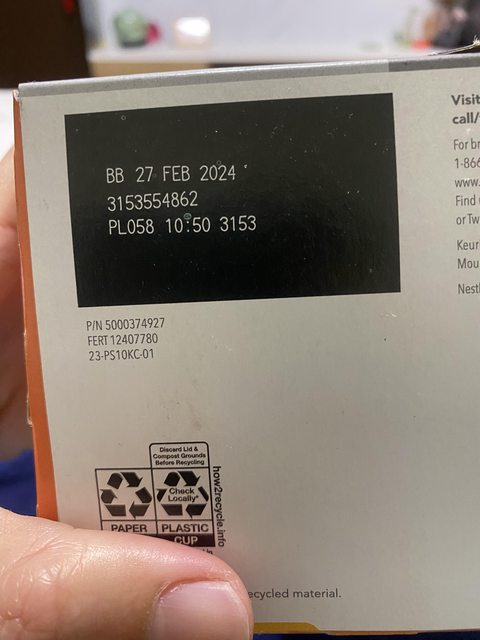 BB 27 FEB 2024
3153554862
PL058 10:50 3153
P/N 5000374927
FERT 12407780
23-PS10KC-01
Visit
call/
For br
1-866
www.
Find
or Tw
Keur
Mou
Nestl
Discard Lid &
Compost Grounds
Before Recycling
Check
Locally*
PAPER
PLASTIC
CUP
how2recycle.info
ecycled material.